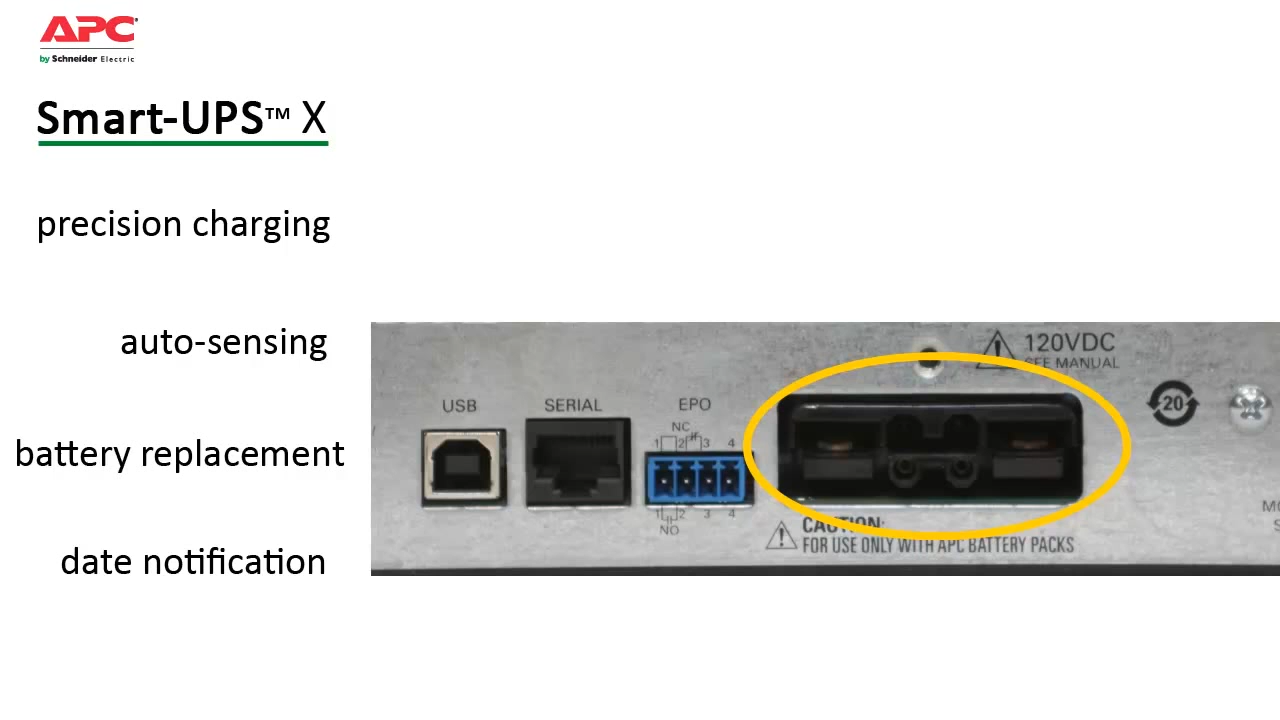 APC
by Schneider Electric
Smart-UPS™ X
precision charging
auto-sensing
battery replacement
date notification
120VDC
SEE MANUAL
USB
SERIAL
EPO
NC
1 2 3 4
1 2 3 4
NO
20
CAUTION:
FOR USE ONLY WITH APC BATTERY PACKS